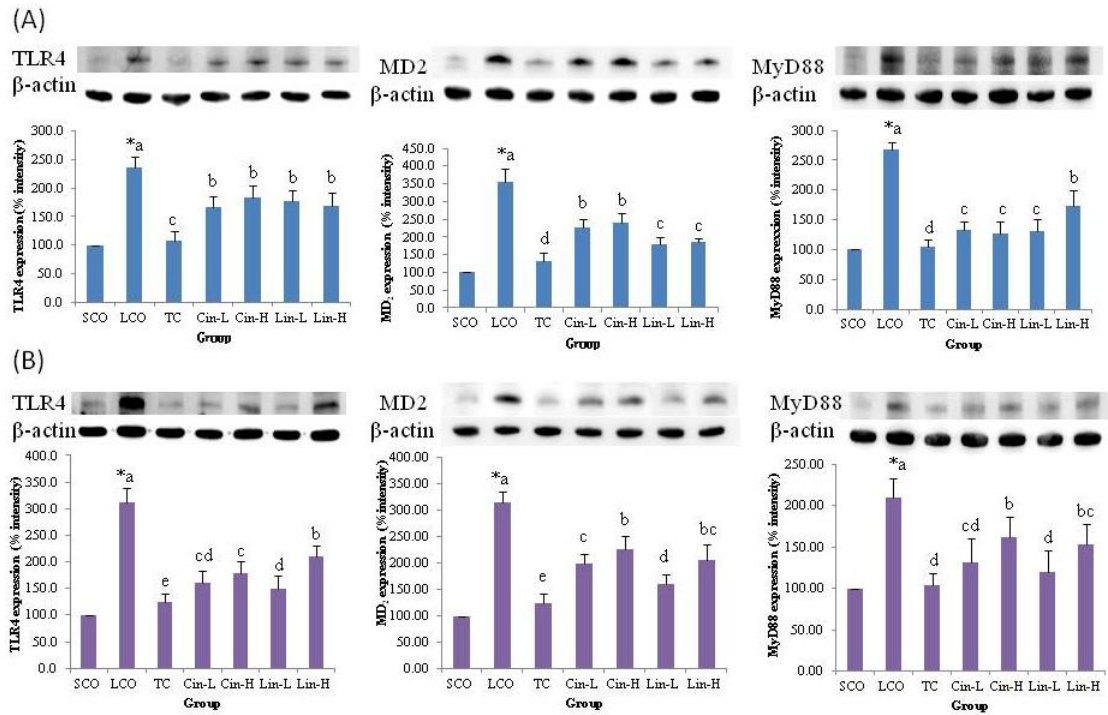 (A)
TLR4
β-actin
MD2
β-actin
MyD88
β-actin
TLR4 expression (% intensity)
300.0
250.0
200.0
150.0
100.0
50.0
0.0
*a
c
b
b
b
b
SCO LCO TC Cin-L Cin-H Lin-L Lin-H
Group
MD₂ expression (% intensity)
450.0
400.0
350.0
300.0
250.0
200.0
150.0
100.0
50.0
0.0
*a
d
b
b
c
c
SCO LCO TC Cin-L Cin-H Lin-L Lin-H
Group
MyD88 exprexxion (% intensity)
300.0
250.0
200.0
150.0
100.0
50.0
0.0
*a
d
c
c
c
b
SCO LCO TC Cin-L Cin-H Lin-L Lin-H
Group
(B)
TLR4
β-actin
MD2
β-actin
MyD88
β-actin
TLR4 expression (% intensity)
400.0
350.0
300.0
250.0
200.0
150.0
100.0
50.0
0.0
*a
e
cd
c
d
b
SCO LCO TC Cin-L Cin-H Lin-L Lin-H
Group
MD₂ expression (% intensity)
400.00
350.00
300.00
250.00
200.00
150.00
100.00
50.00
0.00
*a
e
c
b
d
bc
SCO LCO TC Cin-L Cin-H Lin-L Lin-H
Group
MyD88 expression (% intensity)
250.00
200.00
150.00
100.00
50.00
0.00
*a
d
cd
b
d
bc
SCO LCO TC Cin-L Cin-H Lin-L Lin-H
Group